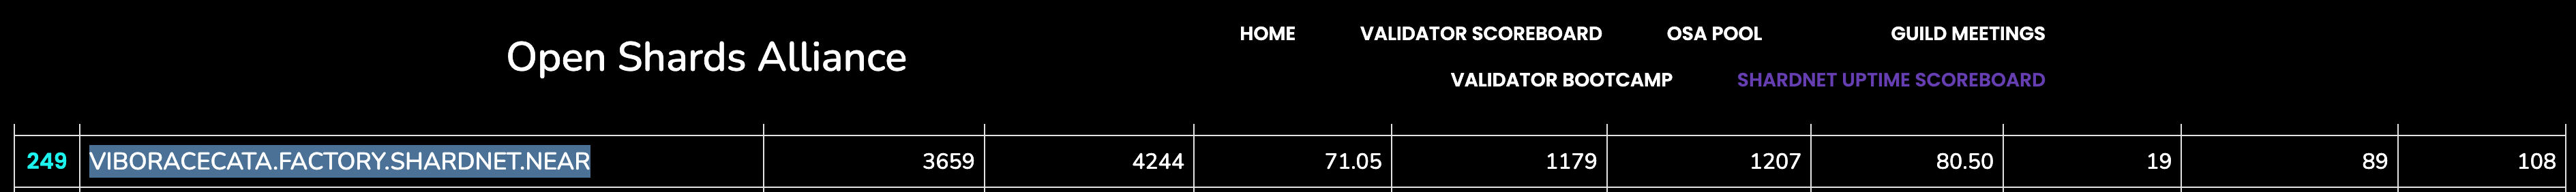 Open Shards Alliance
HOME VALIDATOR SCOREBOARD OSA POOL GUILD MEETINGS
VALIDATOR BOOTCAMP SHARDNET UPTIME SCOREBOARD
249 VIBORACECATA.FACTORY.SHARDNET.NEAR 3659 4244 71.05 1179 1207 80.50 19 89 108